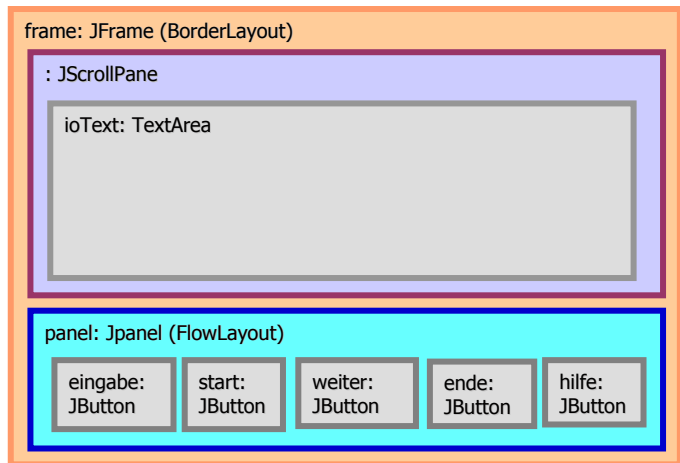 frame: JFrame (BorderLayout)
: JScrollPane
ioText: TextArea
panel: Jpanel (FlowLayout)
eingabe:
JButton
start:
JButton
weiter:
JButton
ende:
JButton
hilfe:
JButton